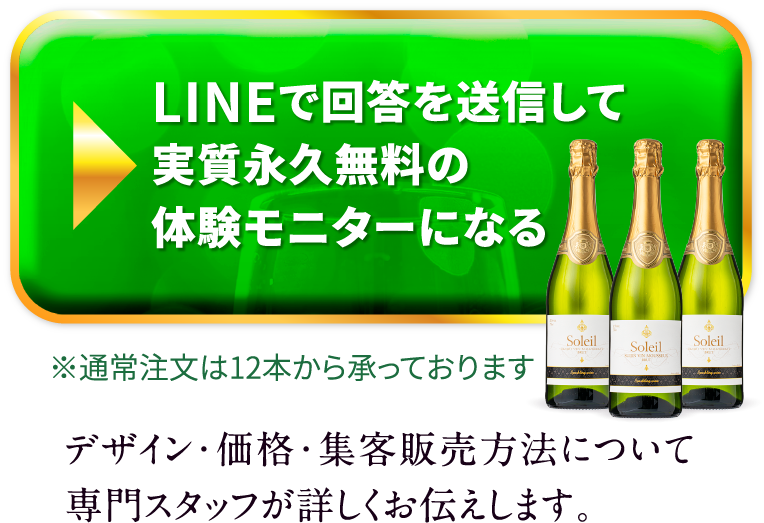 LINEで回答を送信して
実質永久無料の
体験モニターになる
Soleil
Soleil
Soleil
※通常注文は12本から承っております
デザイン・価格・集客販売方法について
専門スタッフが詳しくお伝えします。